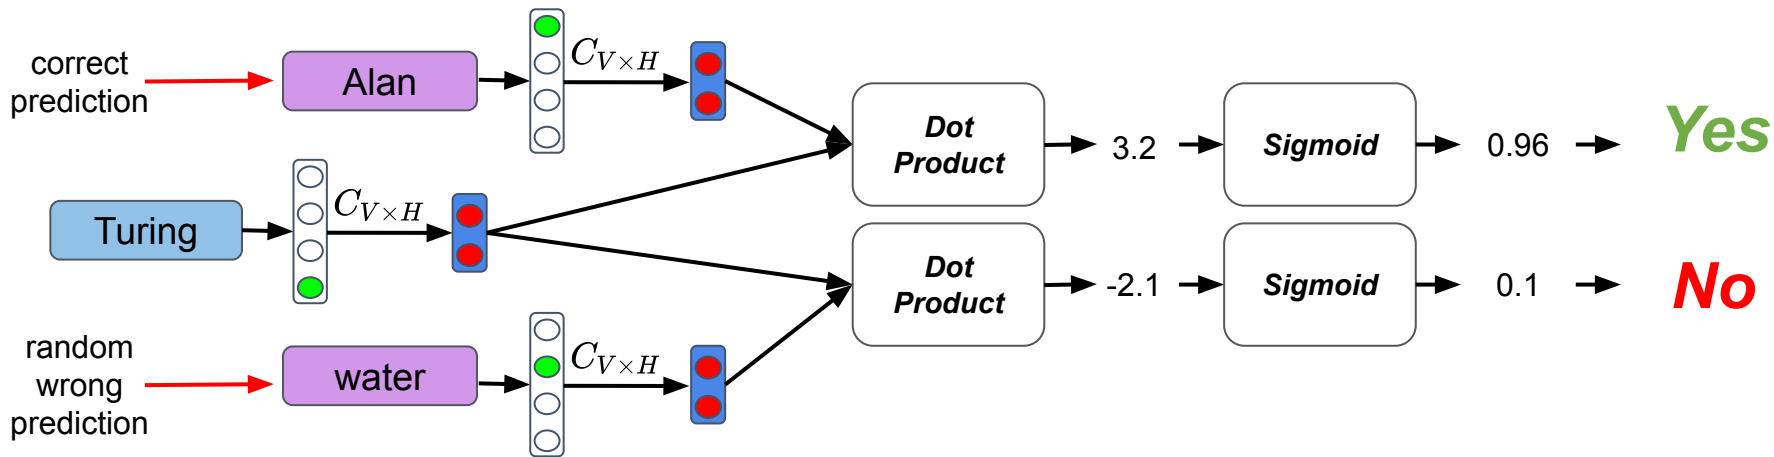 correct
prediction
Alan
C_{V×H}
Dot
Product
3.2
Sigmoid
0.96
Yes
Turing
C_{V×H}
random
wrong
prediction
water
C_{V×H}
Dot
Product
-2.1
Sigmoid
0.1
No